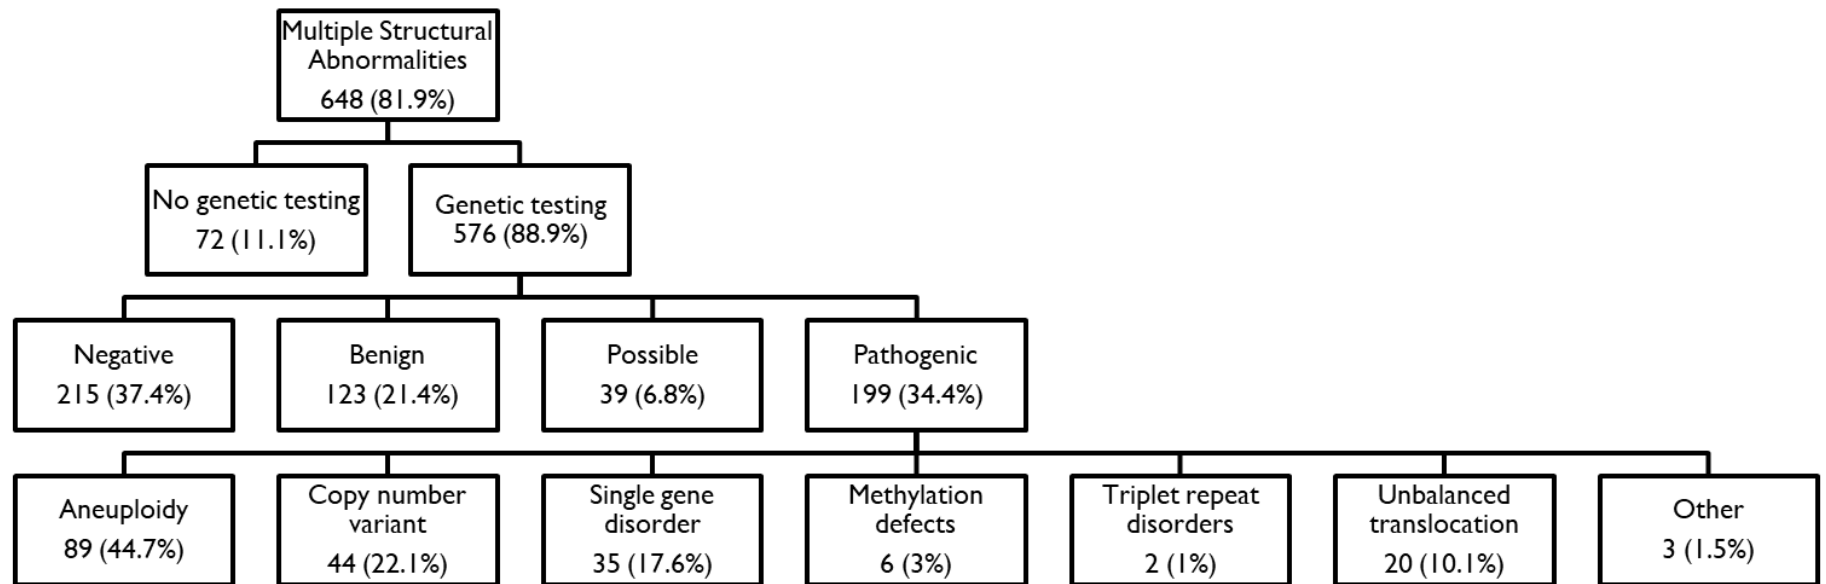 Multiple Structural
Abnormalities
648 (81.9%)
No genetic testing
72 (11.1%)
Genetic testing
576 (88.9%)
Negative
215 (37.4%)
Benign
123 (21.4%)
Possible
39 (6.8%)
Pathogenic
199 (34.4%)
Aneuploidy
89 (44.7%)
Copy number
variant
44 (22.1%)
Single gene
disorder
35 (17.6%)
Methylation
defects
6 (3%)
Triplet repeat
disorders
2 (1%)
Unbalanced
translocation
20 (10.1%)
Other
3 (1.5%)